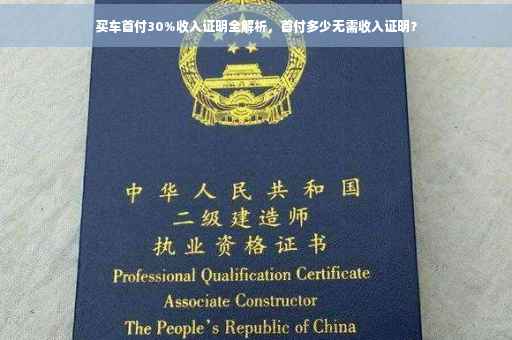 买车首付30%收入证明全解析，首付多少无需收入证明？
中华人民共和国
二级建造师
执业资格证书
Professional Qualification Certificate
Associate Constructor
The People's Republic of China